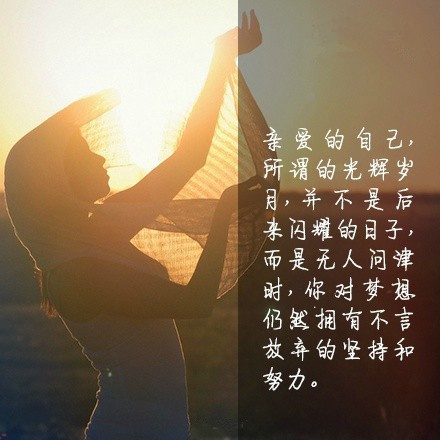 亲爱的自己,
所谓的光辉岁
月,并不是后
来闪耀的日子,
而是无人问津
时,你对梦想
仍然拥有不言
放弃的坚持和
努力。